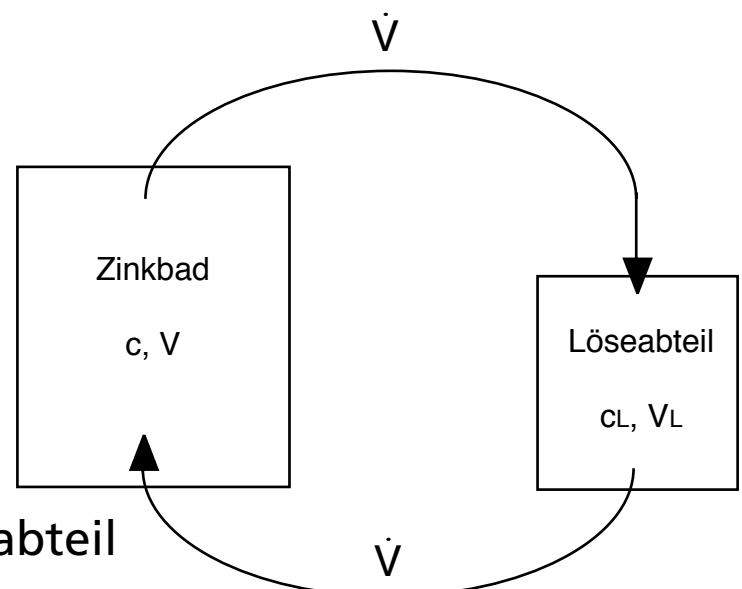 V̇
Zinkbad
c, V
Löseabteil
cL, VL
abteil
V̇